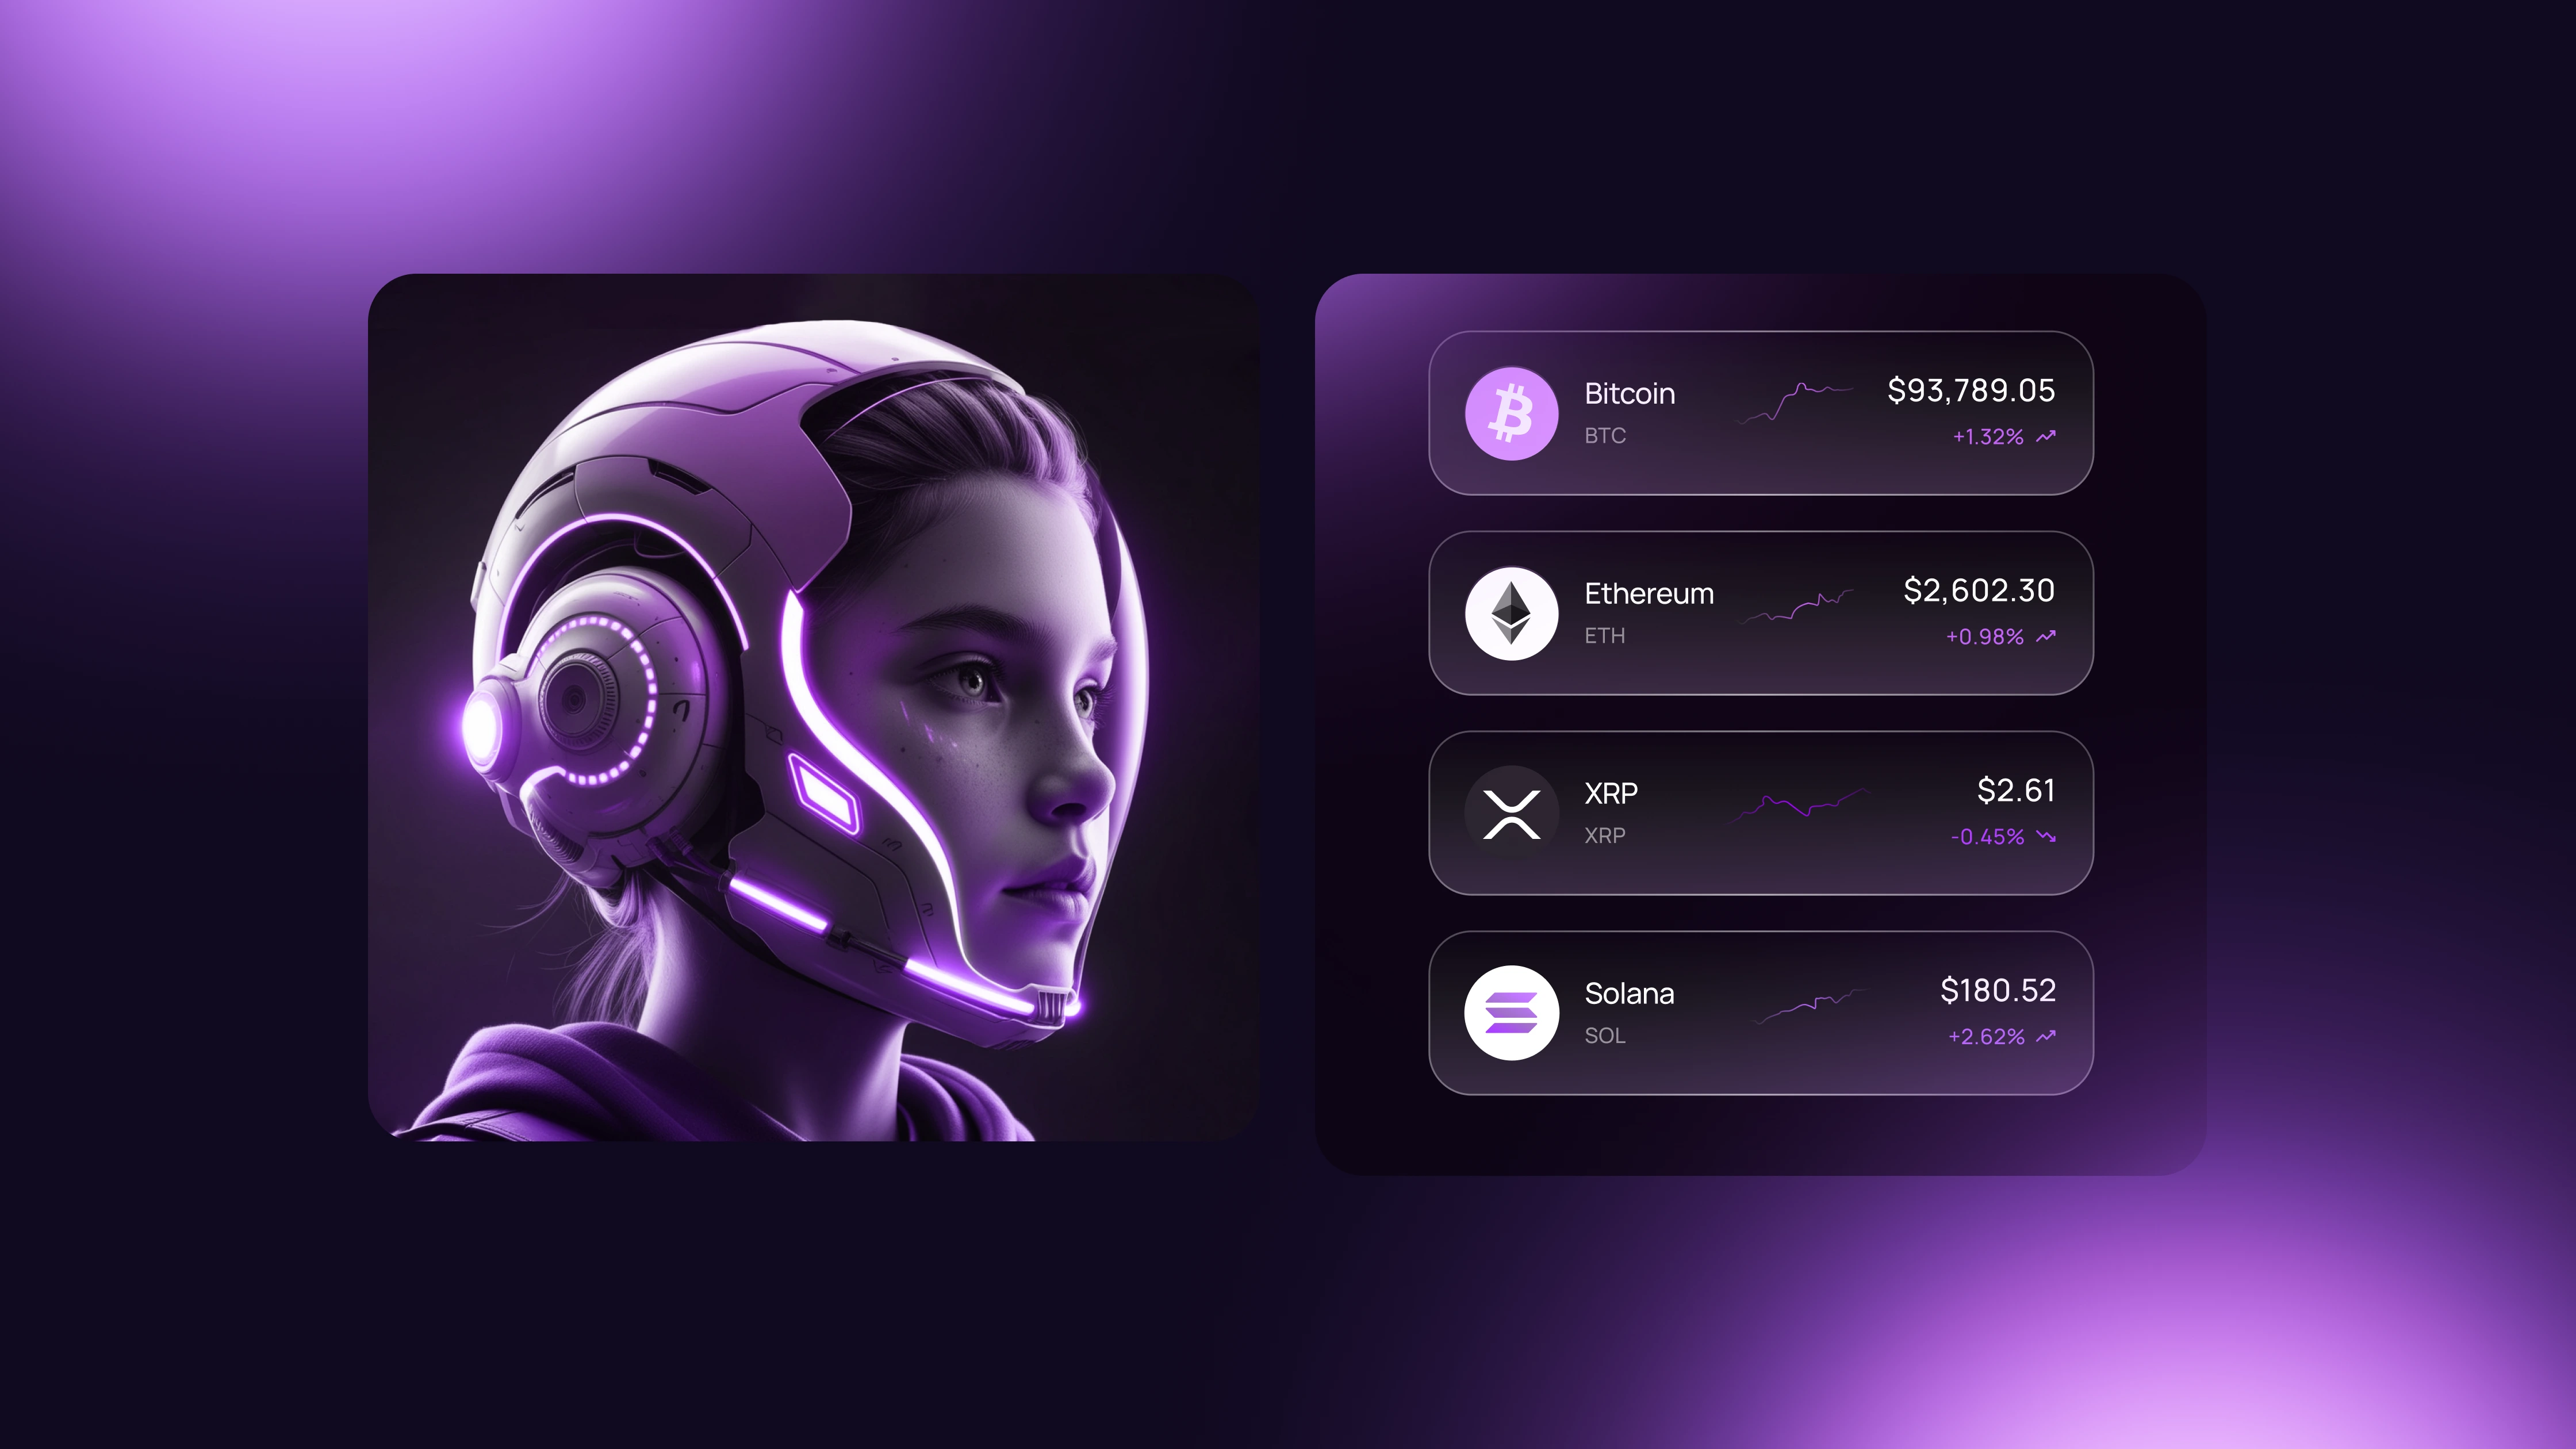 Bitcoin
BTC
$93,789.05
+1.32%
Ethereum
ETH
$2,602.30
+0.98%
XRP
XRP
$2.61
-0.45%
Solana
SOL
$180.52
+2.62%